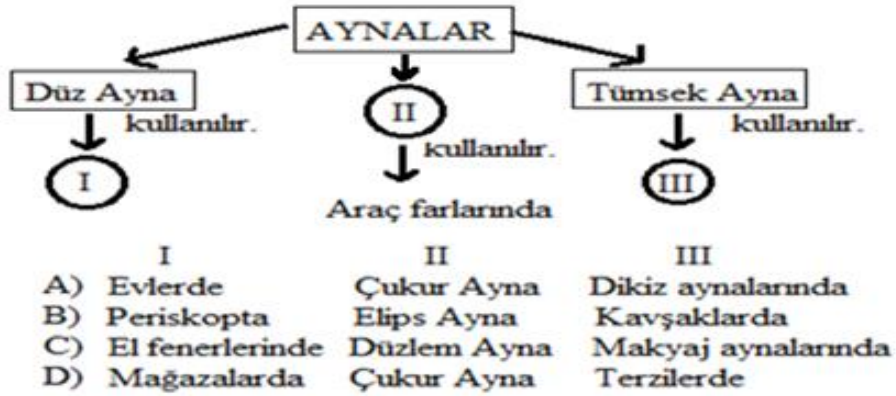 AYNALAR
Düz Ayna
II
Tümsek Ayna
kullanılır.
kullanılır.
kullanılır.
I
III
Araç farlarında
I II III
A) Evlerde Çukur Ayna Dikiz aynalarında
B) Periskopta Elips Ayna Kavşaklarda
C) El fenerlerinde Düzlem Ayna Makyaj aynalarında
D) Mağazalarda Çukur Ayna Terzilerde